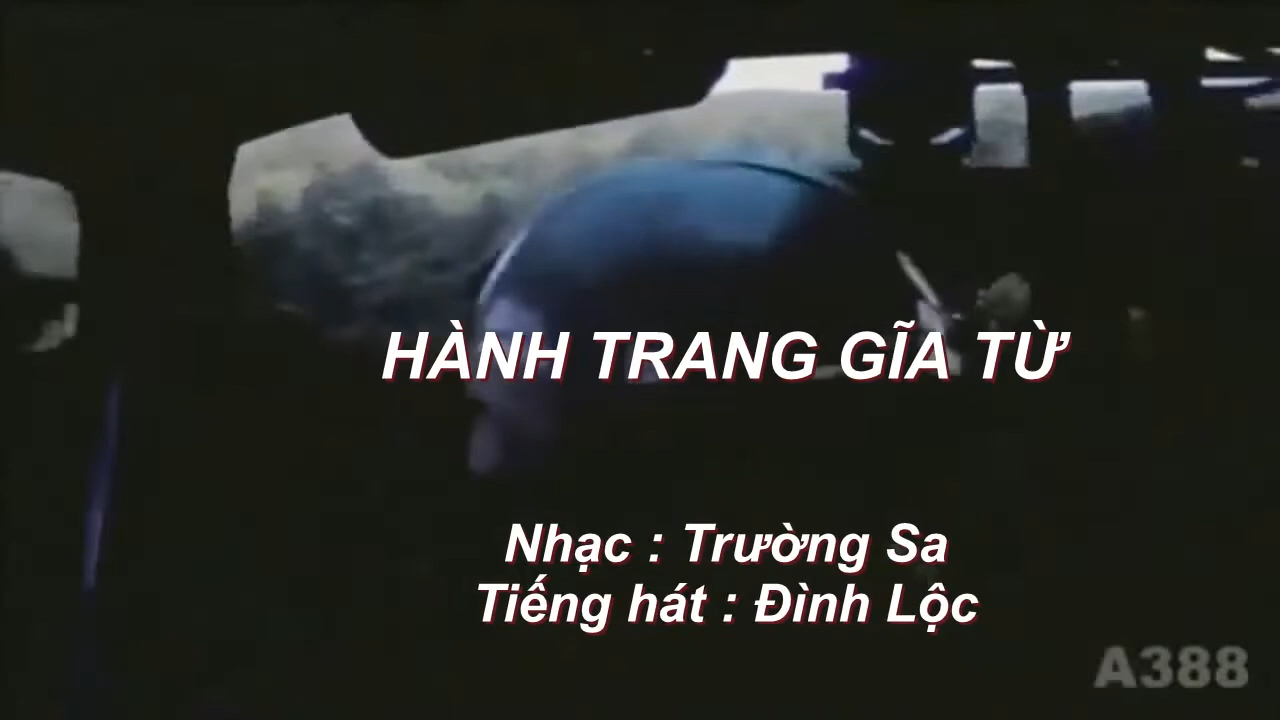 HÀNH TRANG GĨA TỪ
Nhạc : Trường Sa
Tiếng hát : Đình Lộc
A388